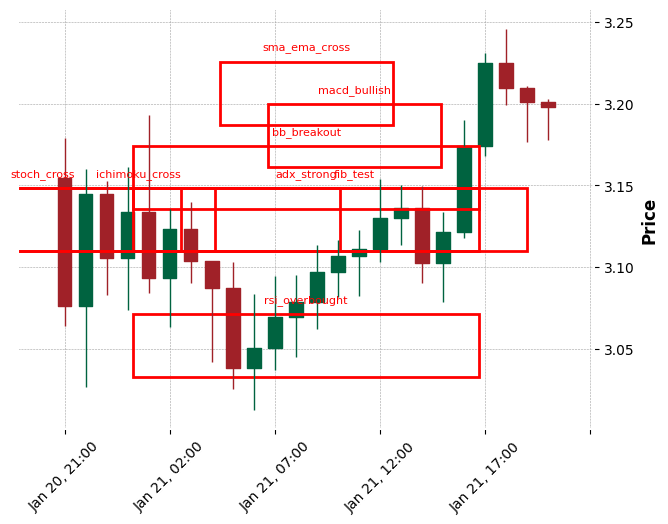 3.25
sma_ema_cross
macd_bullish
3.20
bb_breakout
stoch_cross
ichimoku_cross
adx_strong
fib_test
3.15
Price
3.10
rsi_overbought
3.05
Jan 20, 21:00
Jan 21, 02:00
Jan 21, 07:00
Jan 21, 12:00
Jan 21, 17:00